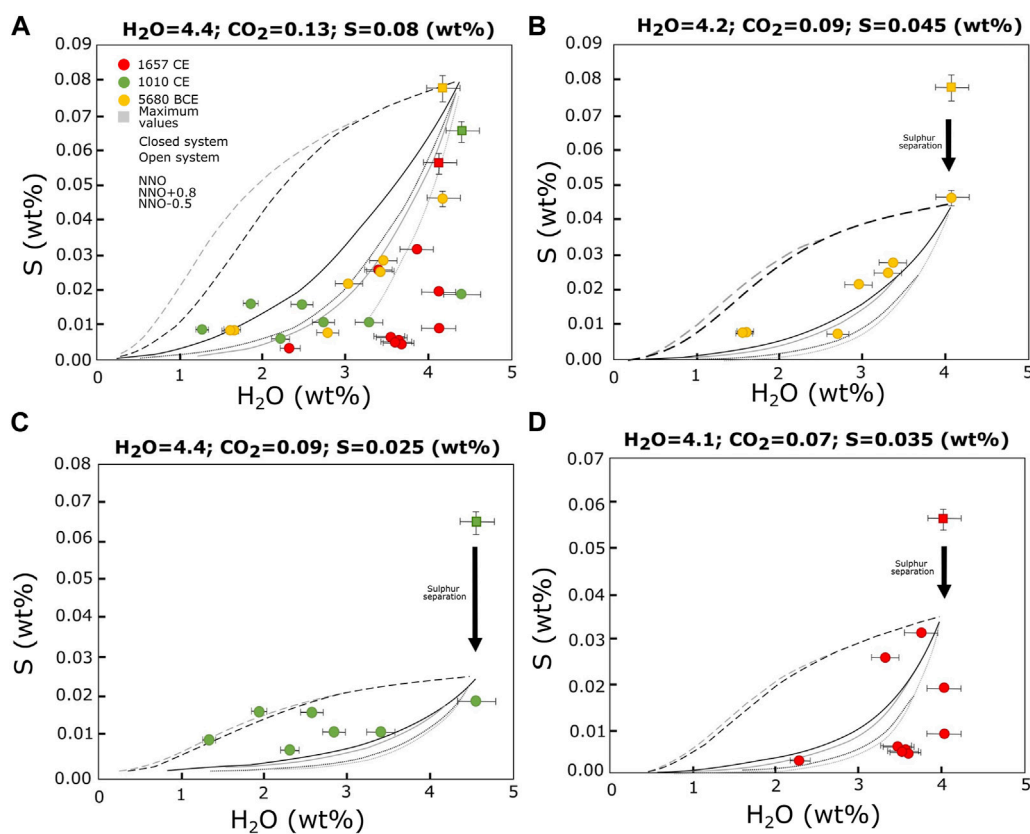 A
H2O=4.4; CO2=0.13; S=0.08 (wt%)
0.09
0.08
0.07
0.06
0.05
0.04
0.03
0.02
0.01
0.00
S (wt%)
1657 CE
1010 CE
5680 BCE
Maximum
values
Closed system
Open system
NNO
NNO+0.8
NNO-0.5
0 1 2 3 4 5
H2O (wt%)
B
H2O=4.2; CO2=0.09; S=0.045 (wt%)
0.09
0.08
0.07
0.06
0.05
0.04
0.03
0.02
0.01
0.00
S (wt%)
Sulphur
separation
0 1 2 3 4 5
H2O (wt%)
C
H2O=4.4; CO2=0.09; S=0.025 (wt%)
0.08
0.07
0.06
0.05
0.04
0.03
0.02
0.01
0.00
S (wt%)
Sulphur
separation
0 1 2 3 4 5
H2O (wt%)
D
H2O=4.1; CO2=0.07; S=0.035 (wt%)
0.07
0.06
0.05
0.04
0.03
0.02
0.01
0.00
S (wt%)
Sulphur
separation
0 1 2 3 4 5
H2O (wt%)